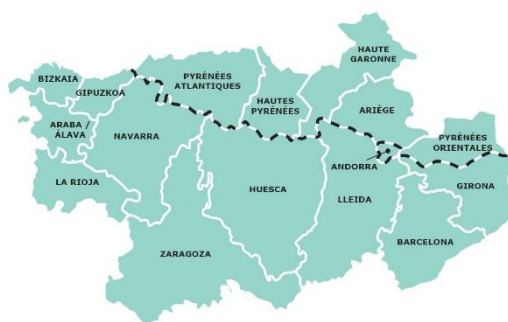 HAUTE
GARONNE
BIZKAIA
GIPUZKOA
PYRÉNÉES
ATLANTIQUES
HAUTES
PYRÉNÉES
ARIÈGE
ARABA /
ÁLAVA
NAVARRA
PYRÉNÉES
ORIENTALES
ANDORRA
LA RIOJA
HUESCA
LLEIDA
GIRONA
ZARAGOZA
BARCELONA